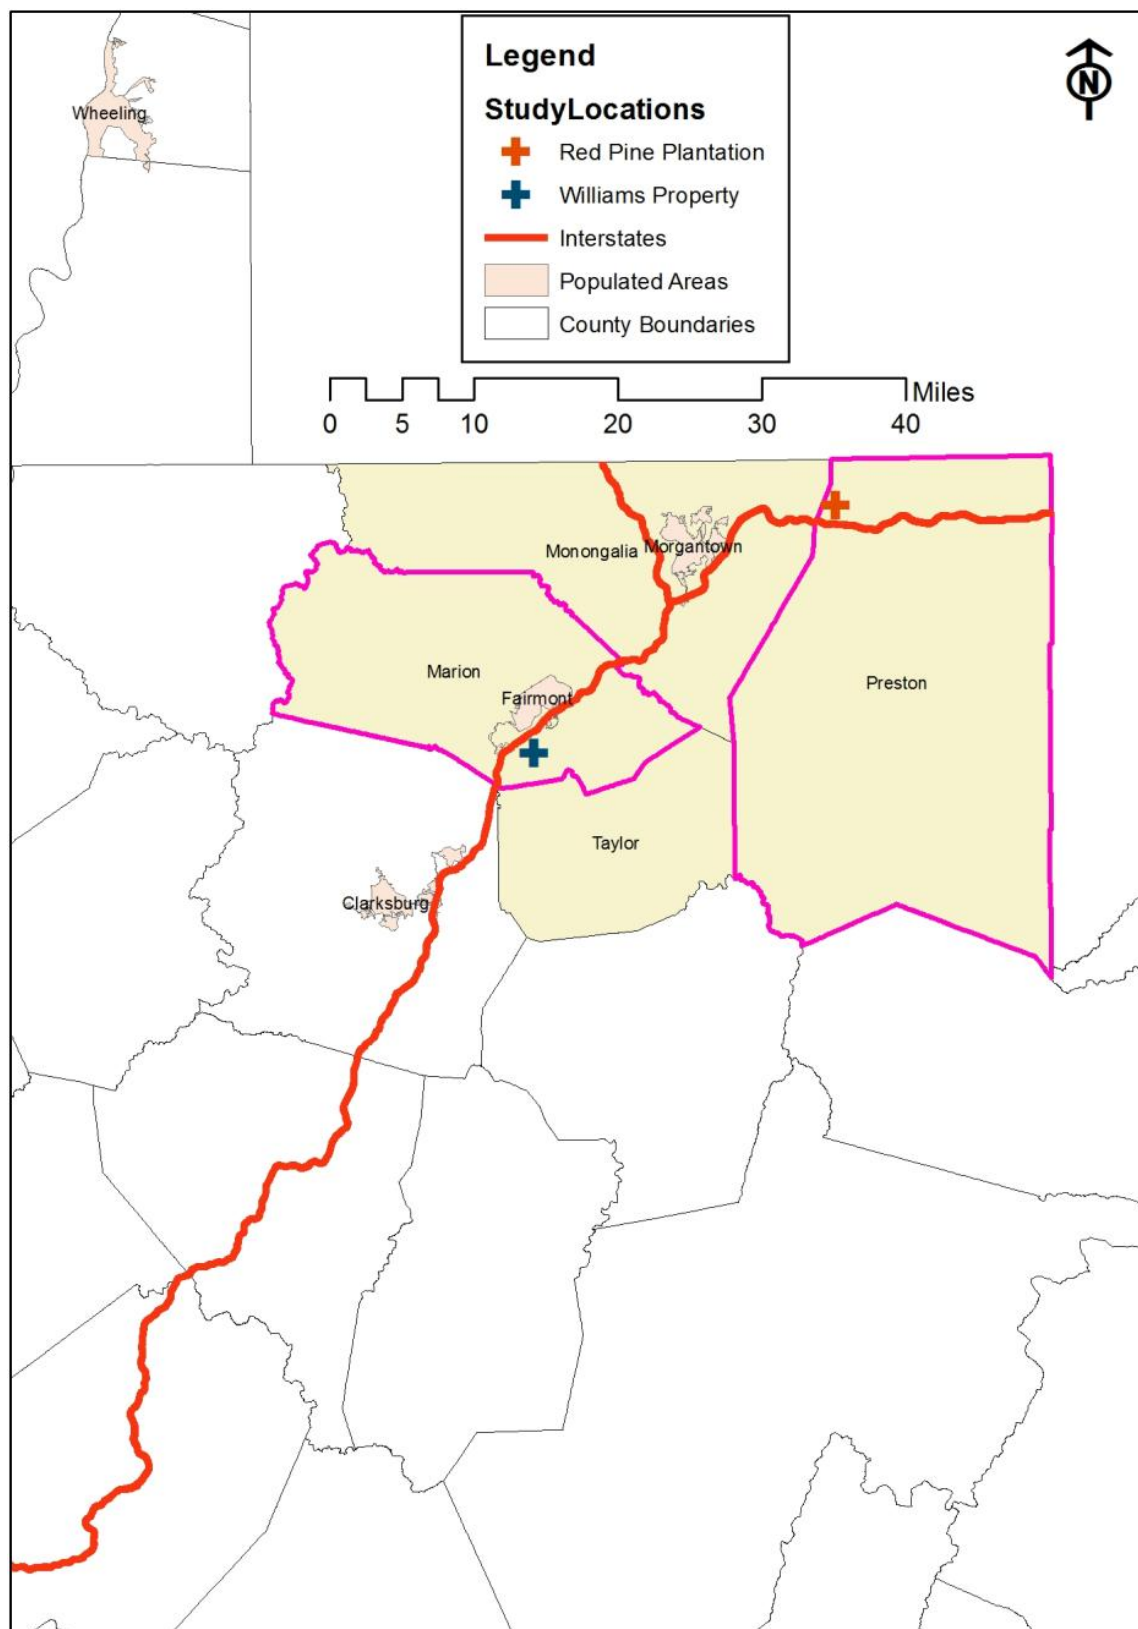 Legend
StudyLocations
Red Pine Plantation
Williams Property
Interstates
Populated Areas
County Boundaries
N
Wheeling
Miles
0 5 10 20 30 40
Monongalia Morgantown
Marion
Fairmont
Preston
Taylor
Clarksburg